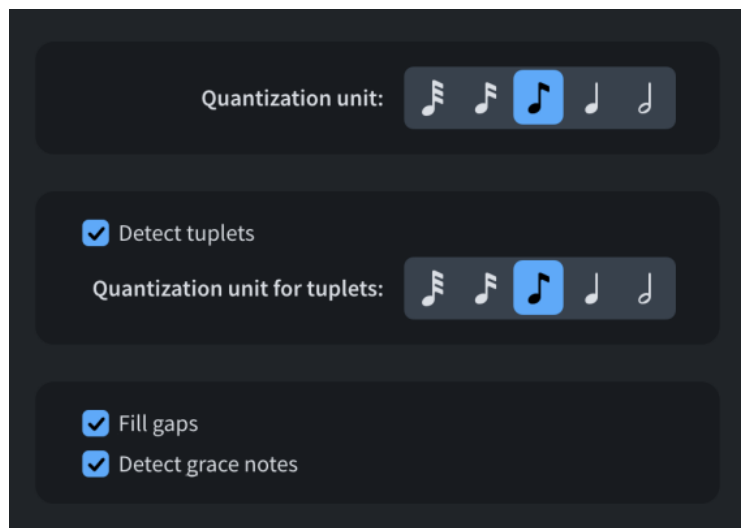 Quantization unit:
Detect tuplets
Quantization unit for tuplets:
Fill gaps
Detect grace notes